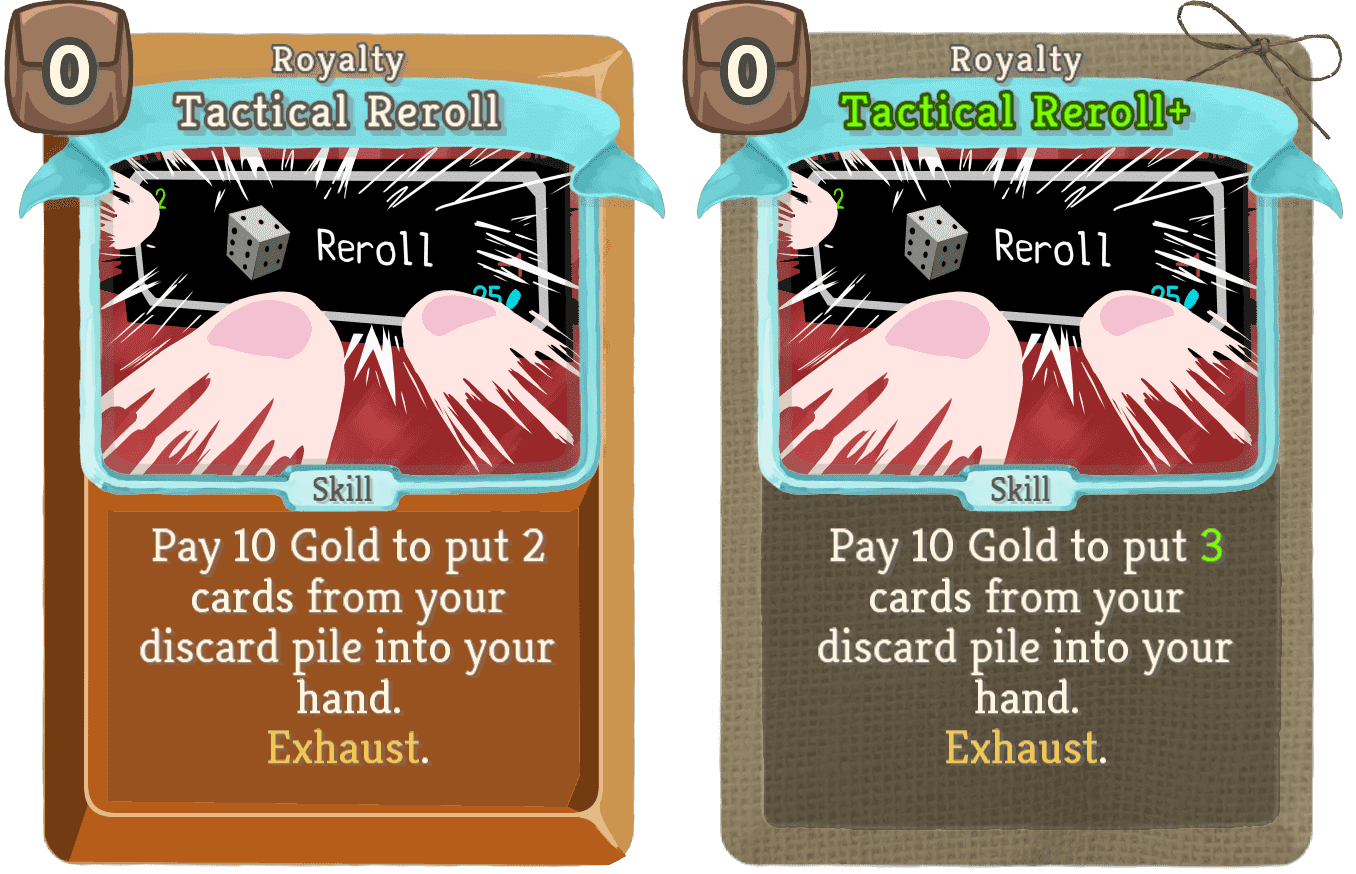 0
Royalty
Tactical Reroll
2
Reroll
25
Skill
Pay 10 Gold to put 2
cards from your
discard pile into your
hand.
Exhaust.
0
Royalty
Tactical Reroll+
2
Reroll
25
Skill
Pay 10 Gold to put 3
cards from your
discard pile into your
hand.
Exhaust.